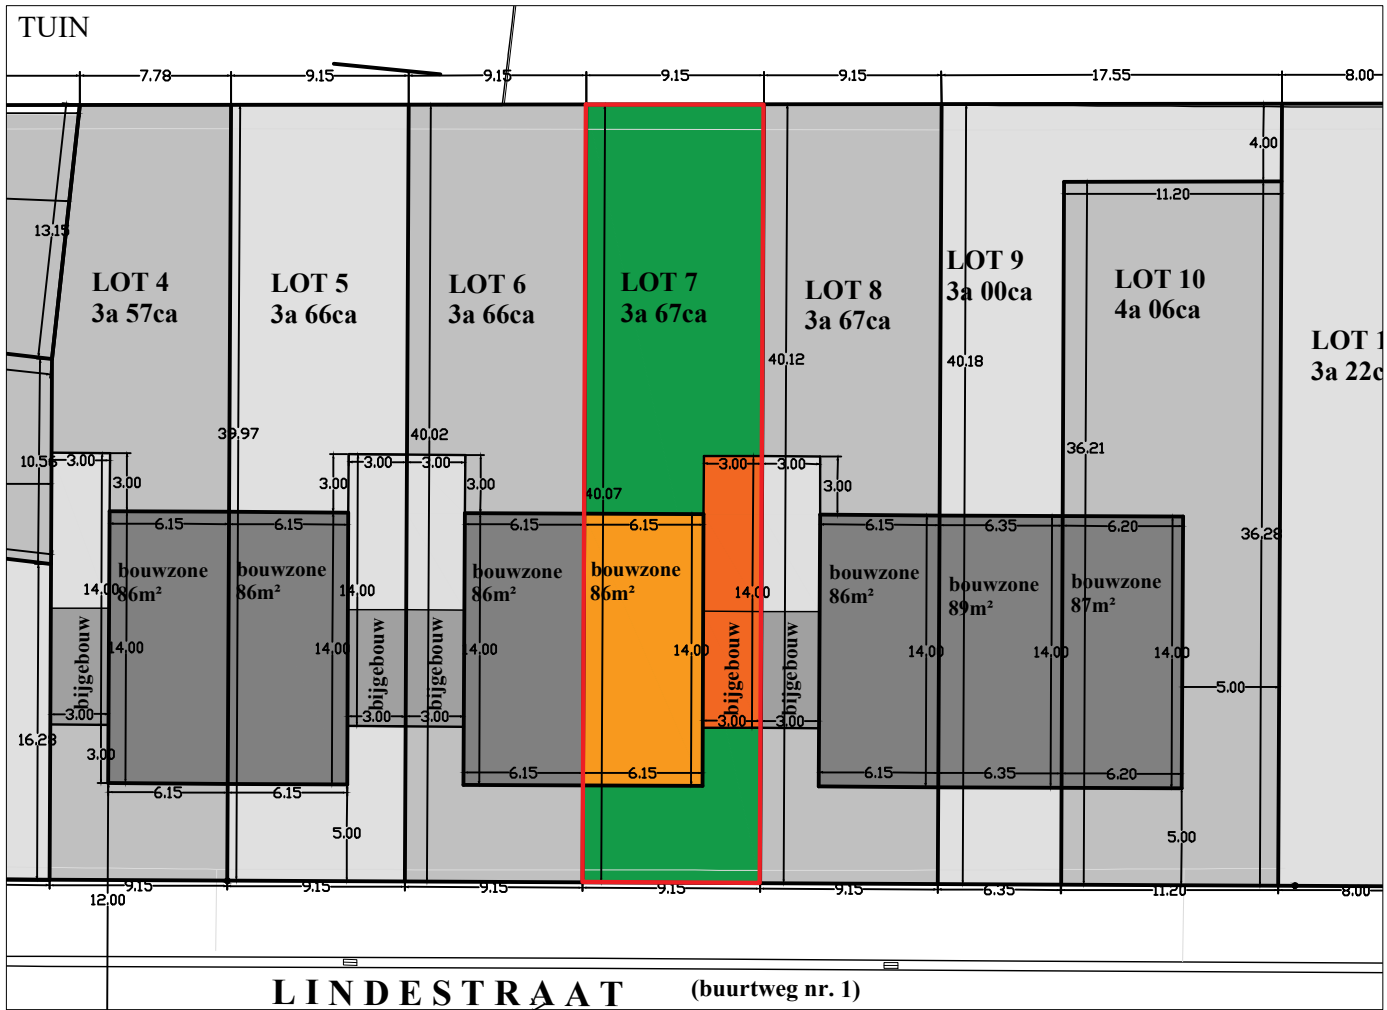 TUIN
7.78 9.15 9.15 9.15 9.15 17.55 8.00
4.00
11.20
13.15
LOT 4
3a 57ca
LOT 5
3a 66ca
LOT 6
3a 66ca
LOT 7
3a 67ca
LOT 8
3a 67ca
LOT 9
3a 00ca
LOT 10
4a 06ca
LOT 1
3a 22c
40.12 40.18
39.97 40.02 36.21
10.56 3.00 3.00 3.00 3.00 3.00
3.00 3.00 3.00 40.07 3.00
6.15 6.15 6.15 6.15 6.15 6.35 6.20
36.28
bouwzone
86m²
bouwzone
86m²
bouwzone
86m²
bouwzone
86m²
bouwzone
86m²
bouwzone
89m²
bouwzone
87m²
14.00 14.00 14.00
14.00 14.00 14.00 14.00 14.00 14.00 14.00
bijgebouw
bijgebouw
bijgebouw
bijgebouw
bijgebouw
5.00
3.00 3.00 3.00 3.00 3.00
16.28 3.00
6.15 6.15 6.15 6.35 6.20
6.15 6.15
5.00 5.00
9.15 9.15 9.15 9.15 9.15 6.35 11.20 8.00
12.00
LINDESTRAAT (buurtweg nr. 1)